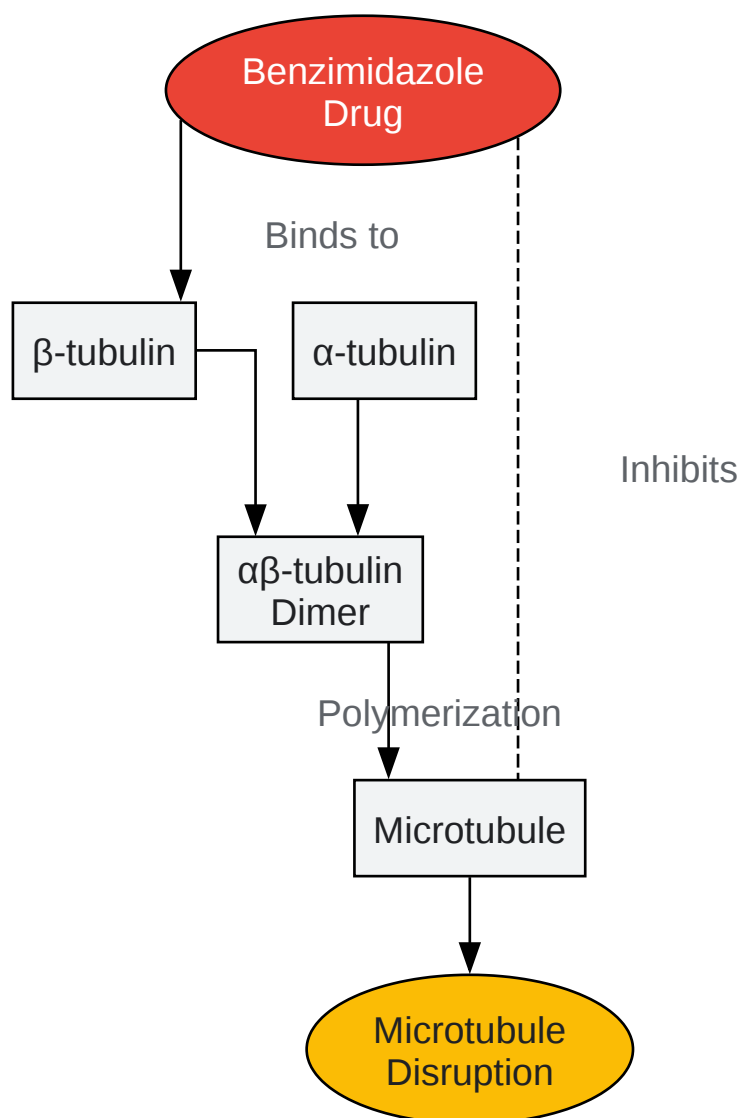 Benzimidazole
Drug
Binds to
β-tubulin
α-tubulin
Inhibits
αβ-tubulin
Dimer
Polymerization
Microtubule
Microtubule
Disruption